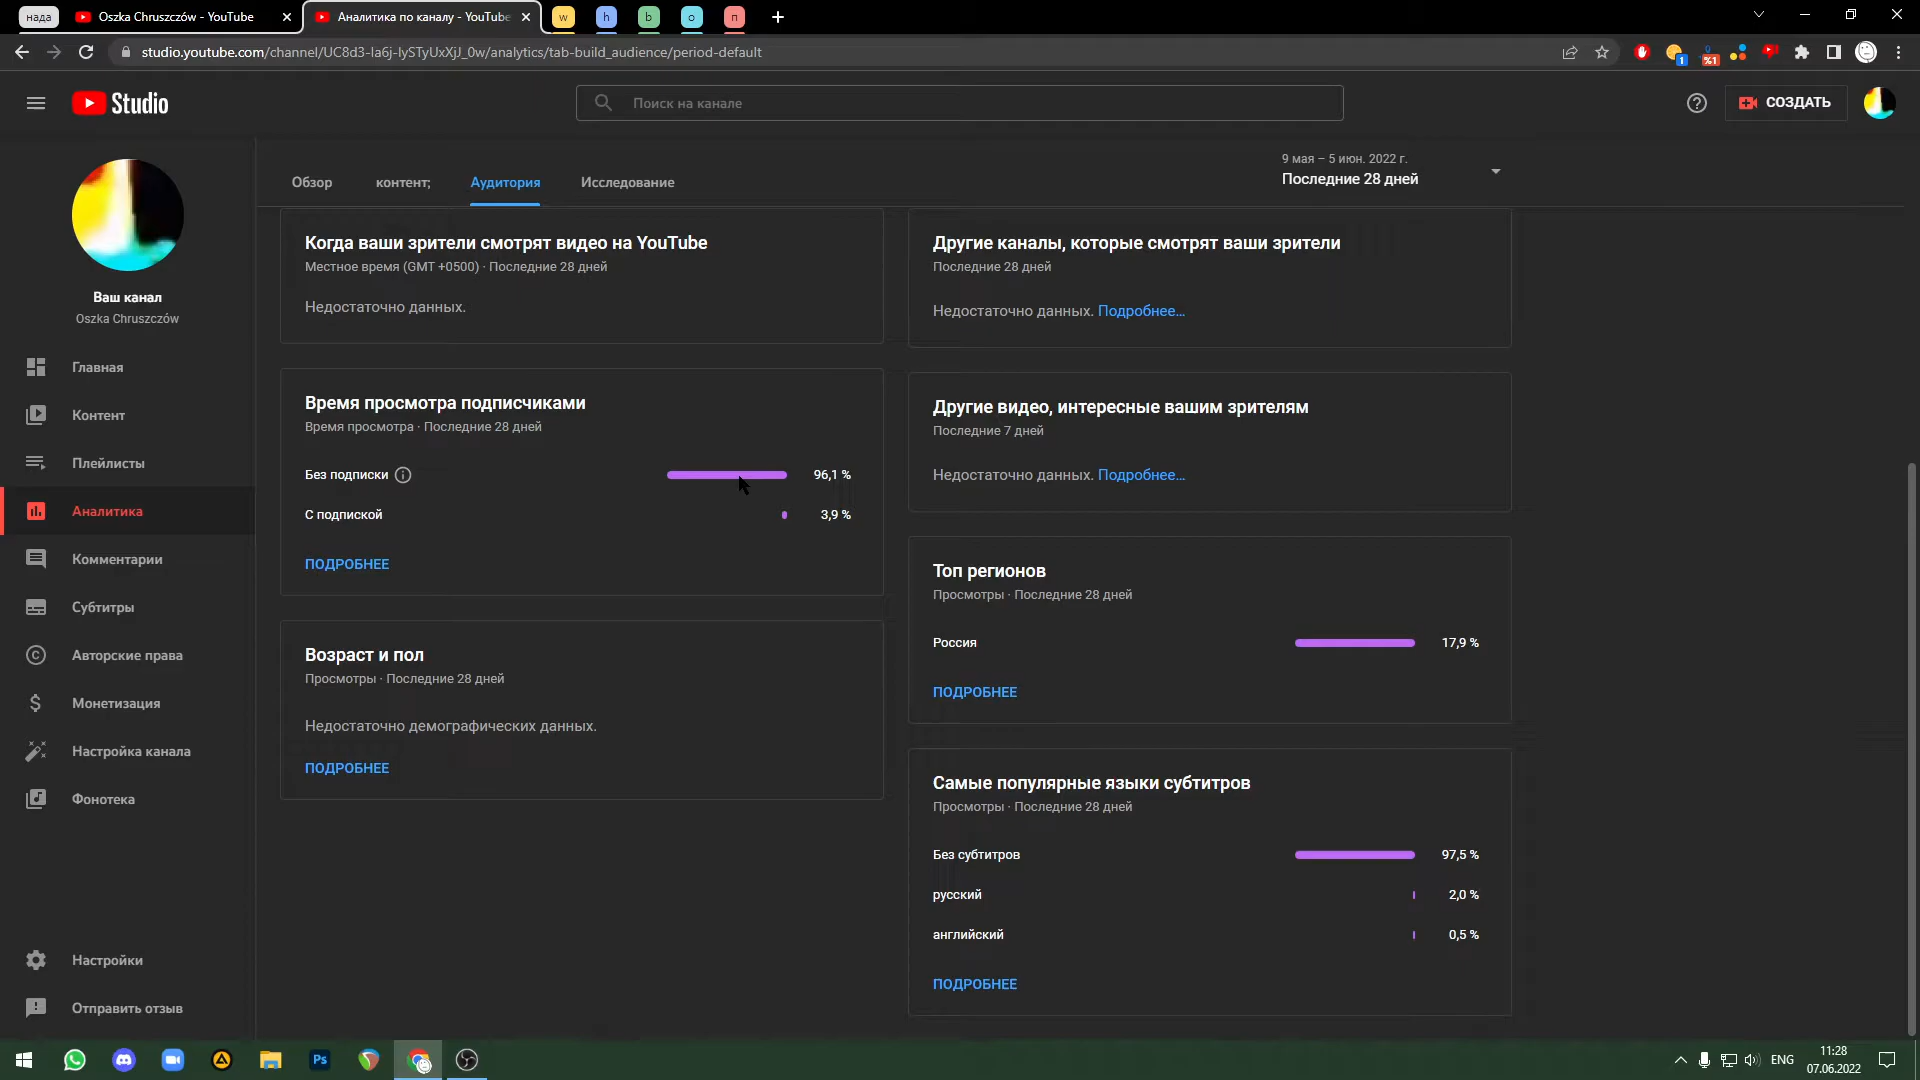 нада
Oszka Chruszczów - YouTube
Аналитика по каналу - YouTube
w
h
b
o
п
studio.youtube.com/channel/UC8d3-la6j-lySTyUxXjJ_0w/analytics/tab-build_audience/period-default
1
%1
Studio
Поиск на канале
СОЗДАТЬ
Ваш канал
Oszka Chruszczów
Главная
Контент
Плейлисты
Аналитика
Комментарии
Субтитры
Авторские права
Монетизация
Настройка канала
Фонотека
Настройки
Отправить отзыв
Обзор
контент;
Аудитория
Исследование
9 мая – 5 июн. 2022 г.
Последние 28 дней
Когда ваши зрители смотрят видео на YouTube
Местное время (GMT +0500) · Последние 28 дней
Недостаточно данных.
Время просмотра подписчиками
Время просмотра · Последние 28 дней
Без подписки 96,1 %
С подпиской 3,9 %
ПОДРОБНЕЕ
Возраст и пол
Просмотры · Последние 28 дней
Недостаточно демографических данных.
ПОДРОБНЕЕ
Другие каналы, которые смотрят ваши зрители
Последние 28 дней
Недостаточно данных. Подробнее...
Другие видео, интересные вашим зрителям
Последние 7 дней
Недостаточно данных. Подробнее...
Топ регионов
Просмотры · Последние 28 дней
Россия 17,9 %
ПОДРОБНЕЕ
Самые популярные языки субтитров
Просмотры · Последние 28 дней
Без субтитров 97,5 %
русский 2,0 %
английский 0,5 %
ПОДРОБНЕЕ
Ps
ENG
11:28
07.06.2022